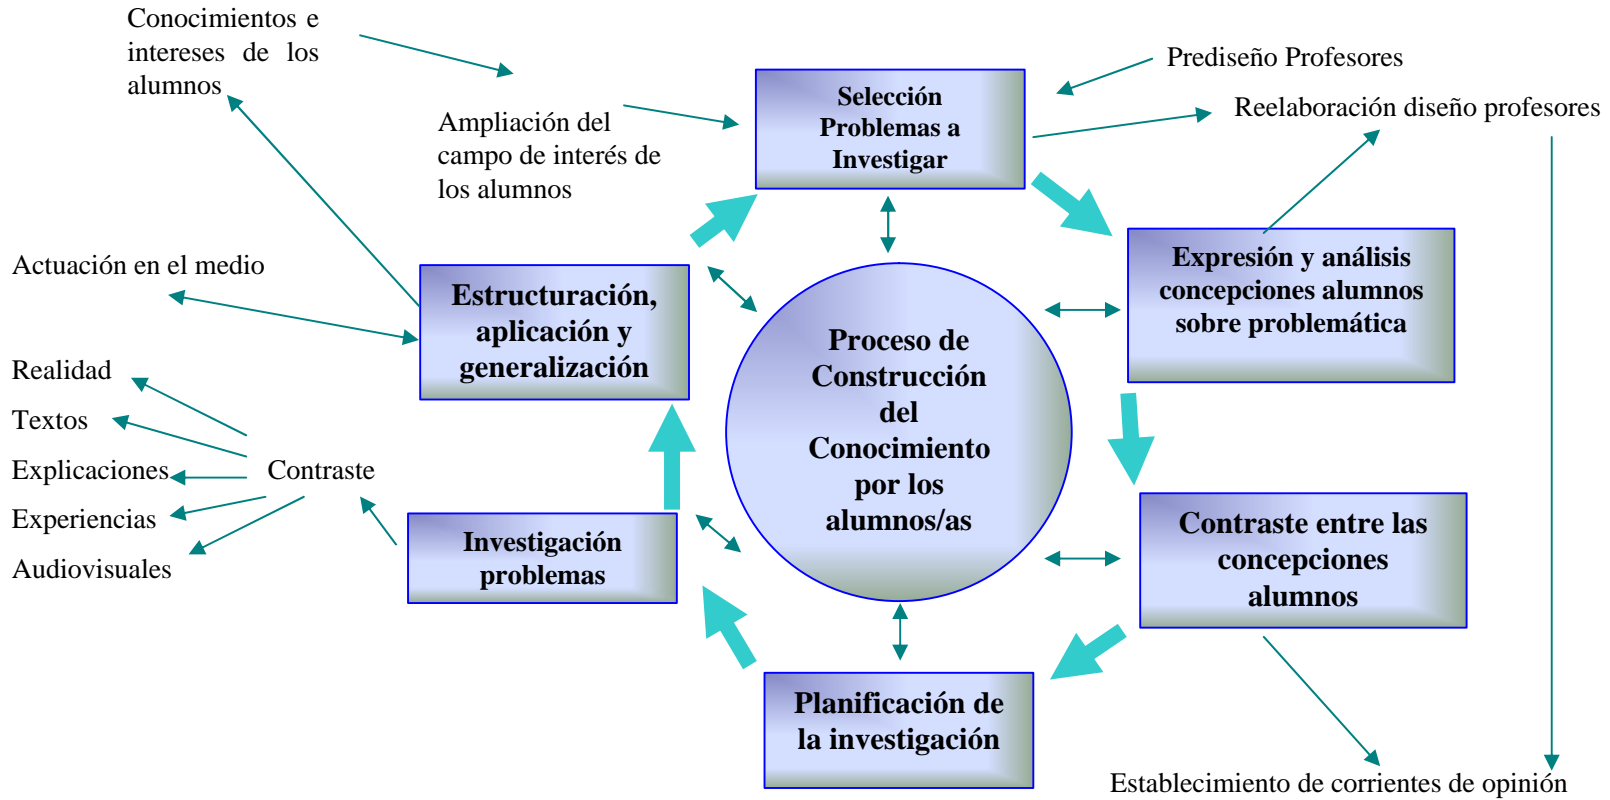 Conocimientos e
intereses de los
alumnos
Ampliación del
campo de interés de
los alumnos
Selección
Problemas a
Investigar
Prediseño Profesores
Reelaboración diseño profesores
Expresión y análisis
concepciones alumnos
sobre problemática
Estructuración,
aplicación y
generalización
Actuación en el medio
Proceso de
Construcción
del
Conocimiento
por los
alumnos/as
Realidad
Textos
Explicaciones
Experiencias
Audiovisuales
Contraste
Investigación
problemas
Contraste entre las
concepciones
alumnos
Planificación de
la investigación
Establecimiento de corrientes de opinión